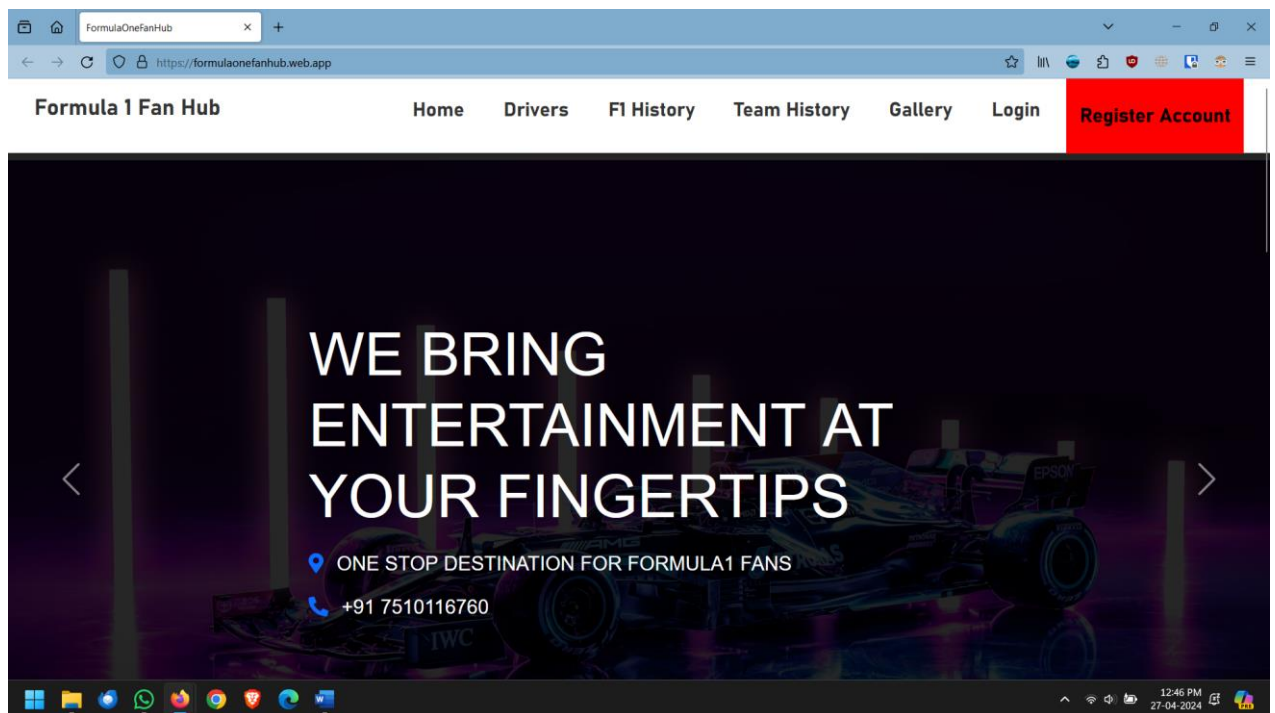 FormulaOneFanHub
https://formulaonefanhub.web.app
Formula 1 Fan Hub Home Drivers F1 History Team History Gallery Login Register Account
WE BRING
ENTERTAINMENT AT
YOUR FINGERTIPS
ONE STOP DESTINATION FOR FORMULA1 FANS
+91 7510116760
EPSON
AMG
IWC
12:46 PM
27-04-2024